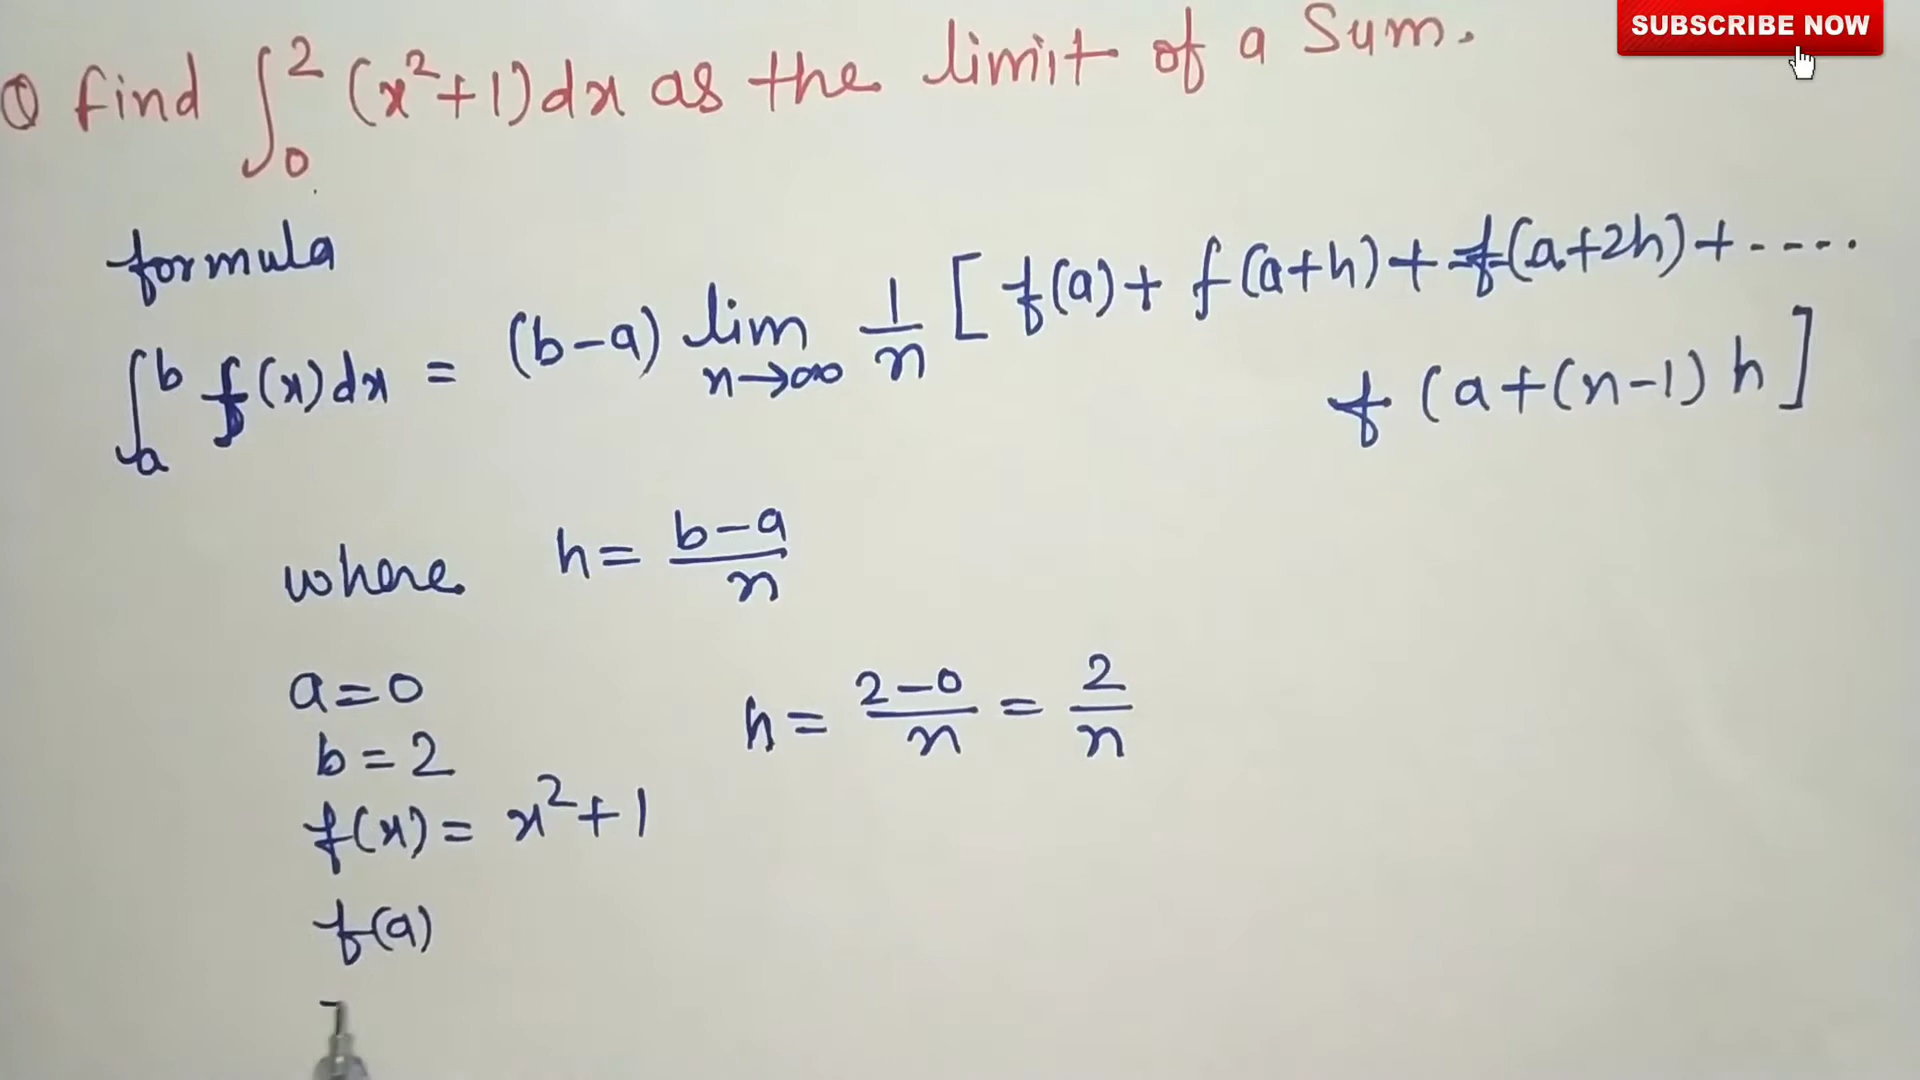 Q Find ∫₀² (x²+1)dx as the limit of a Sum.
SUBSCRIBE NOW
formula
∫ₐᵇ f(x)dx = (b-a) lim n→∞ 1/n [ f(a) + f(a+h) + f(a+2h) + ----.
f (a+(n-1) h ]
where h = b-a/n
a=0
h = 2-0/n = 2/n
b=2
f(x) = x²+1
f(a)